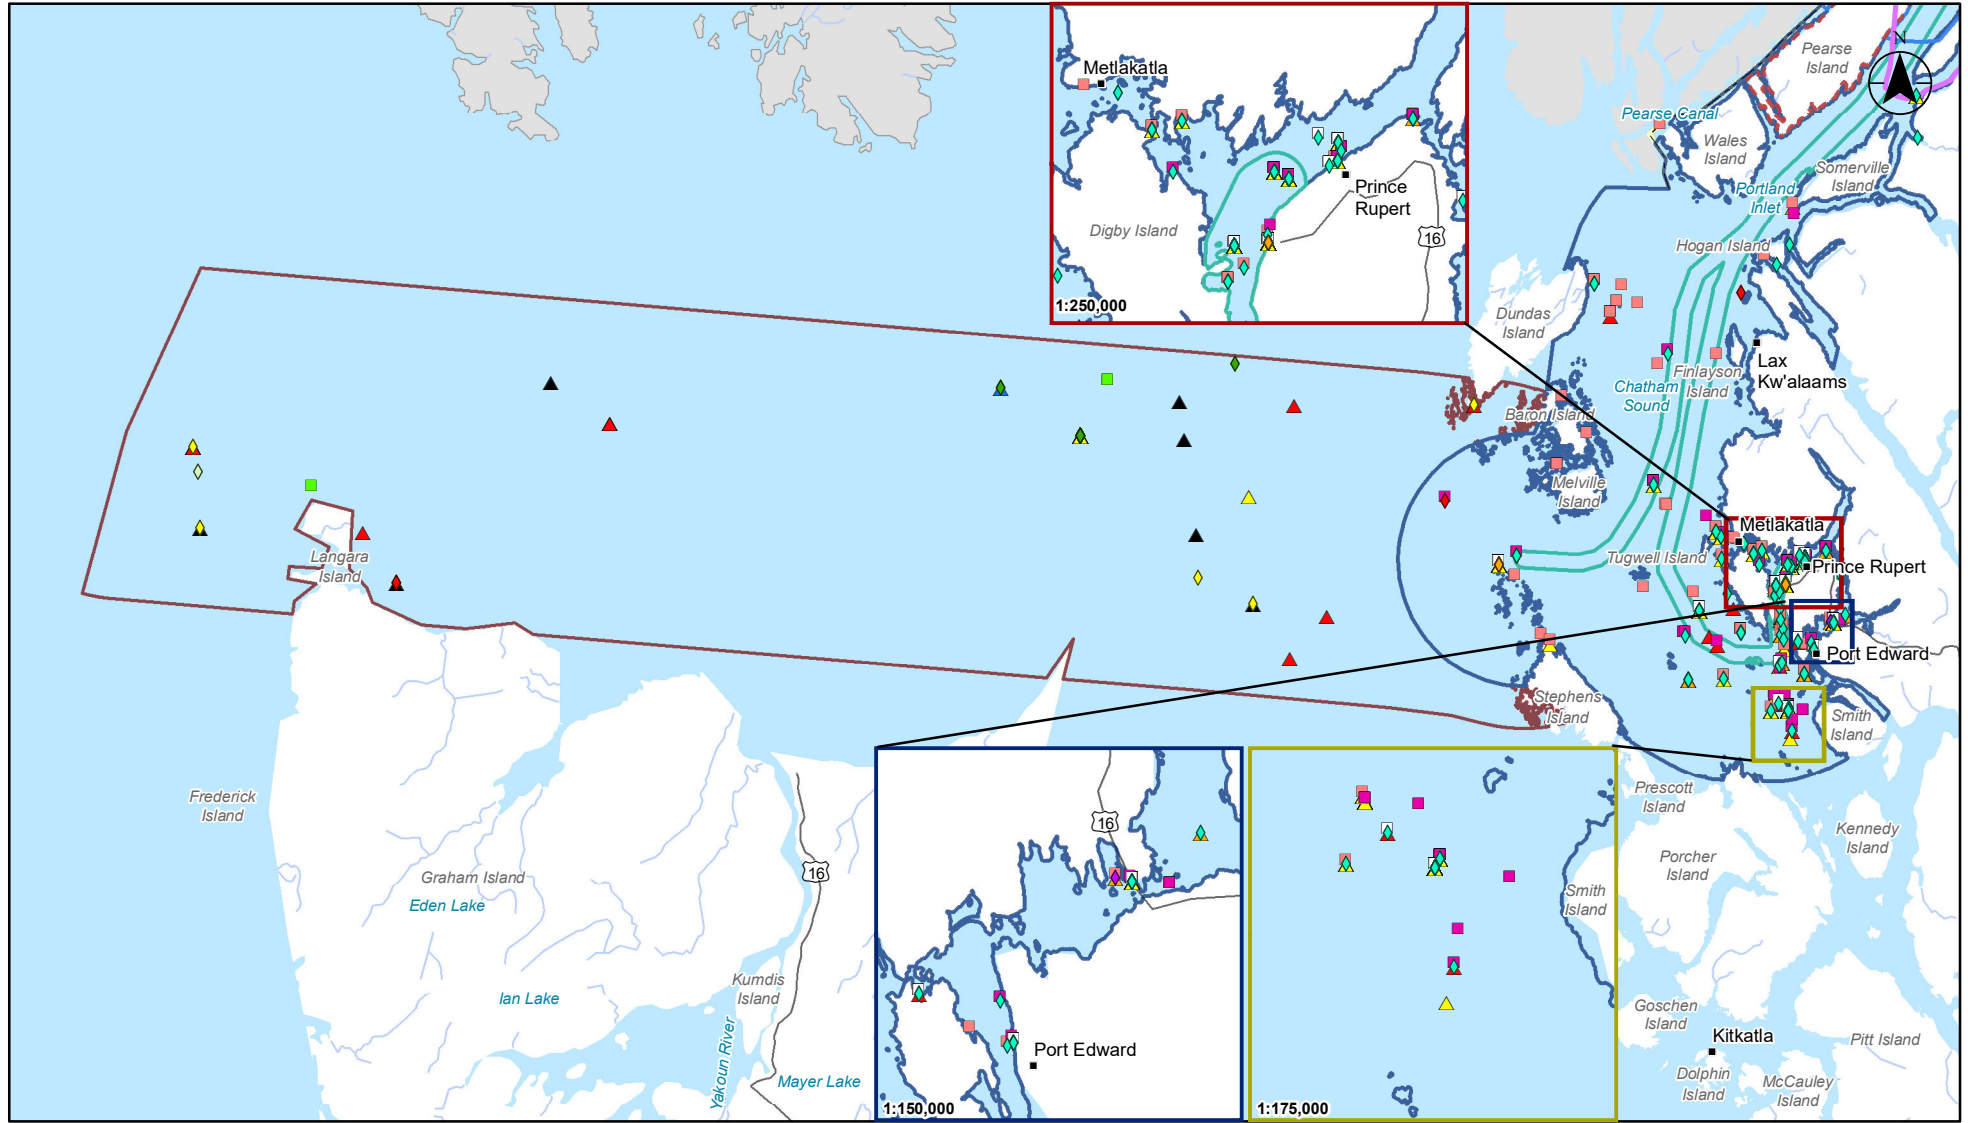 Metlakatla
Prince
Rupert
Digby Island
16
1:250,000
N
Pearse
Island
Pearse Canal
Wales
Island
Somerville
Island
Portland
Inlet
Hogan Island
Dundas
Island
Lax
Kw'alaams
Finlayson
Island
Chatham
Sound
Baron Island
Melville
Island
Metlakatla
Tugwell Island
Prince Rupert
Port Edward
Langara
Island
Stephens
Island
Smith
Island
Prescott
Island
Kennedy
Island
Porcher
Island
Frederick
Island
Graham Island
Eden Lake
16
Ian Lake
Kumdis
Island
Yakoun River
Mayer Lake
16
Port Edward
1:150,000
Smith
Island
1:175,000
Goschen
Island
Kitkatla
Pitt Island
Dolphin
Island
McCauley
Island